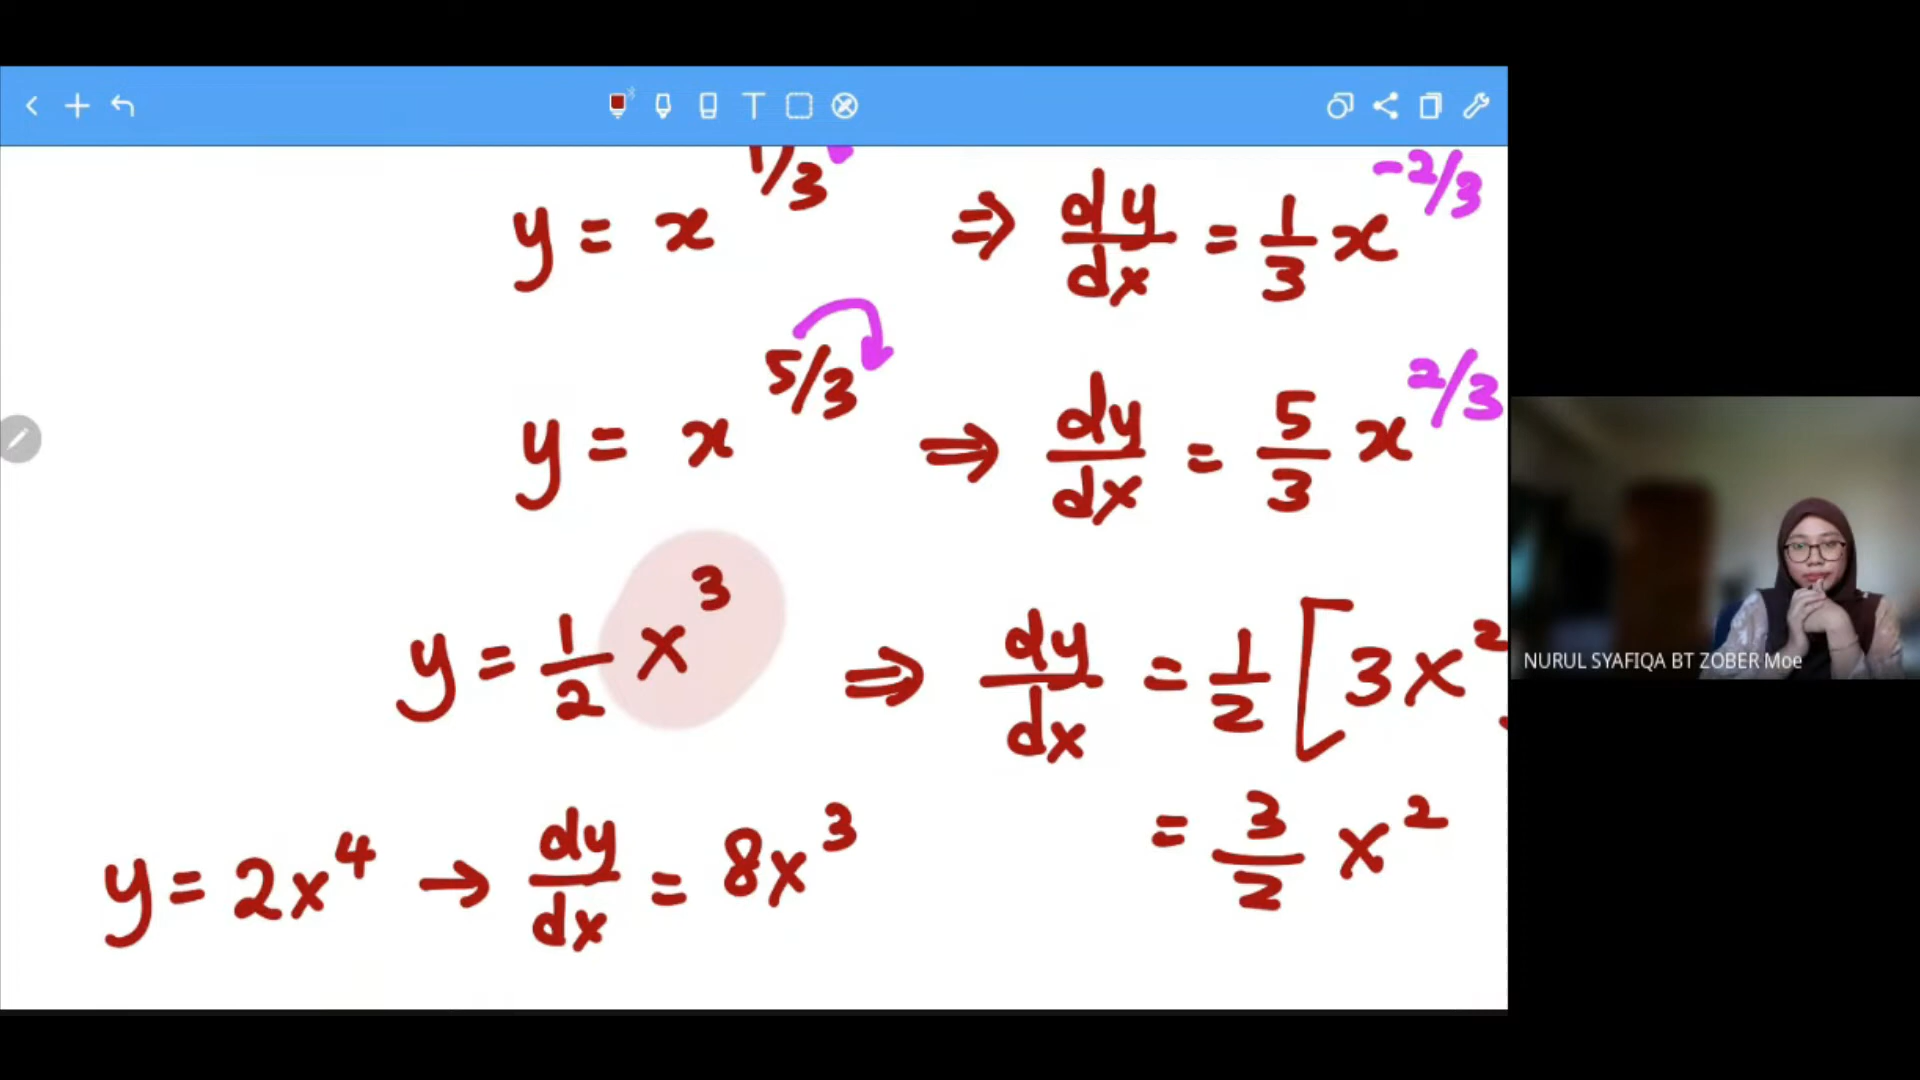 y = x^{1/3} ⇒ dy/dx = 1/3 x^{-2/3}
y = x^{5/3} ⇒ dy/dx = 5/3 x^{2/3}
y = 1/2 x^3 ⇒ dy/dx = 1/2 [3x^2
= 3/2 x^2
y = 2x^4 → dy/dx = 8x^3
NURUL SYAFIQA BT ZOBER Moe
T